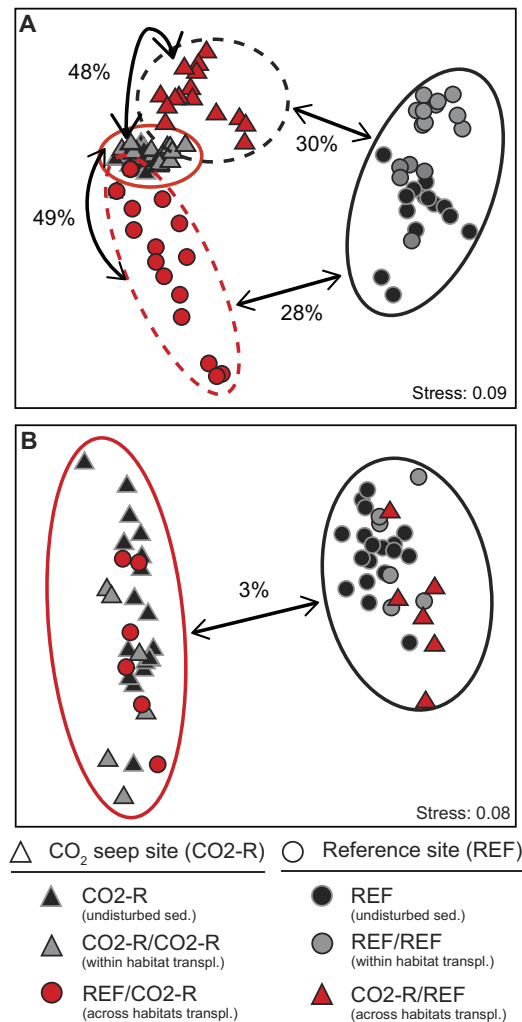 A
48%
30%
49%
28%
Stress: 0.09
B
3%
Stress: 0.08
CO₂ seep site (CO2-R)
Reference site (REF)
CO2-R
(undisturbed sed.)
REF
(undisturbed sed.)
CO2-R/CO2-R
(within habitat transpl.)
REF/REF
(within habitat transpl.)
REF/CO2-R
(across habitats transpl.)
CO2-R/REF
(across habitats transpl.)